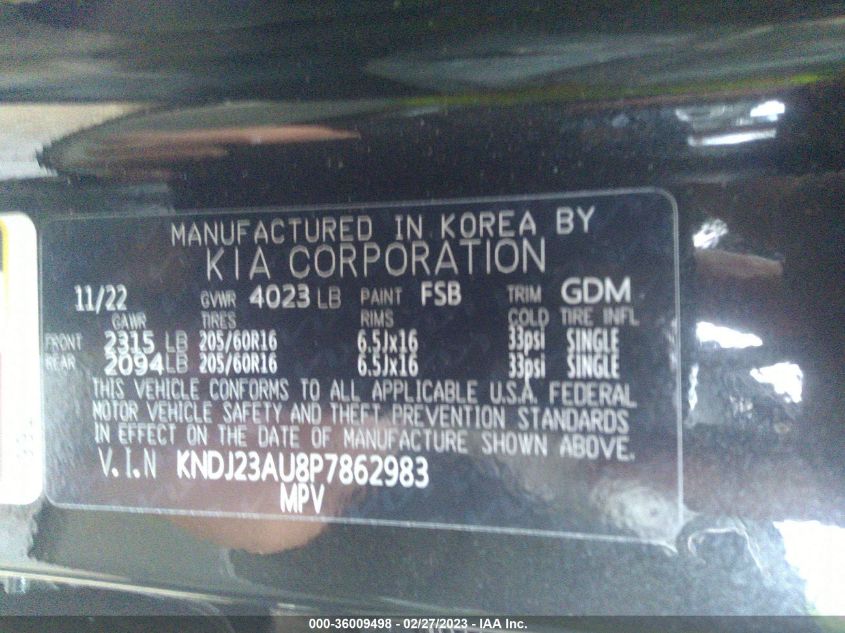 MANUFACTURED IN KOREA BY
KIA CORPORATION
11/22 GVWR 4023 LB PAINT FSB TRIM GDM
GAWR TIRES RIMS COLD TIRE INFL
FRONT 2315 LB 205/60R16 6.5Jx16 33psi SINGLE
REAR 2094 LB 205/60R16 6.5Jx16 33psi SINGLE
THIS VEHICLE CONFORMS TO ALL APPLICABLE U.S.A. FEDERAL
MOTOR VEHICLE SAFETY AND THEFT PREVENTION STANDARDS
IN EFFECT ON THE DATE OF MANUFACTURE SHOWN ABOVE.
V.I.N KNDJ23AU8P7862983
MPV
000-36009498 - 02/27/2023 - IAA Inc.